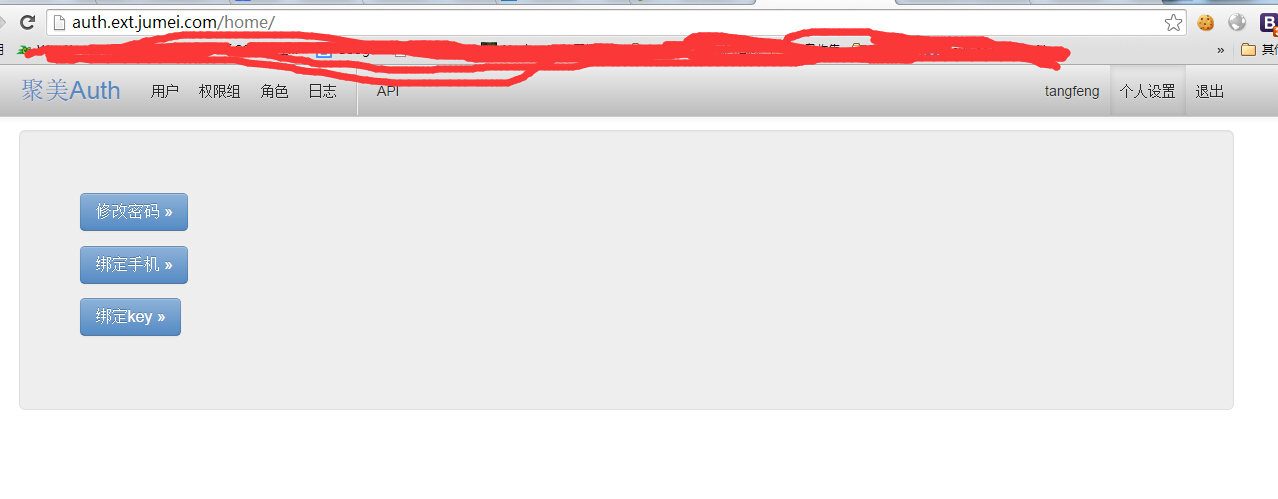 auth.ext.jumei.com/home/
» 其他
聚美Auth 用户 权限组 角色 日志 API tangfeng 个人设置 退出
修改密码 »
绑定手机 »
绑定key »